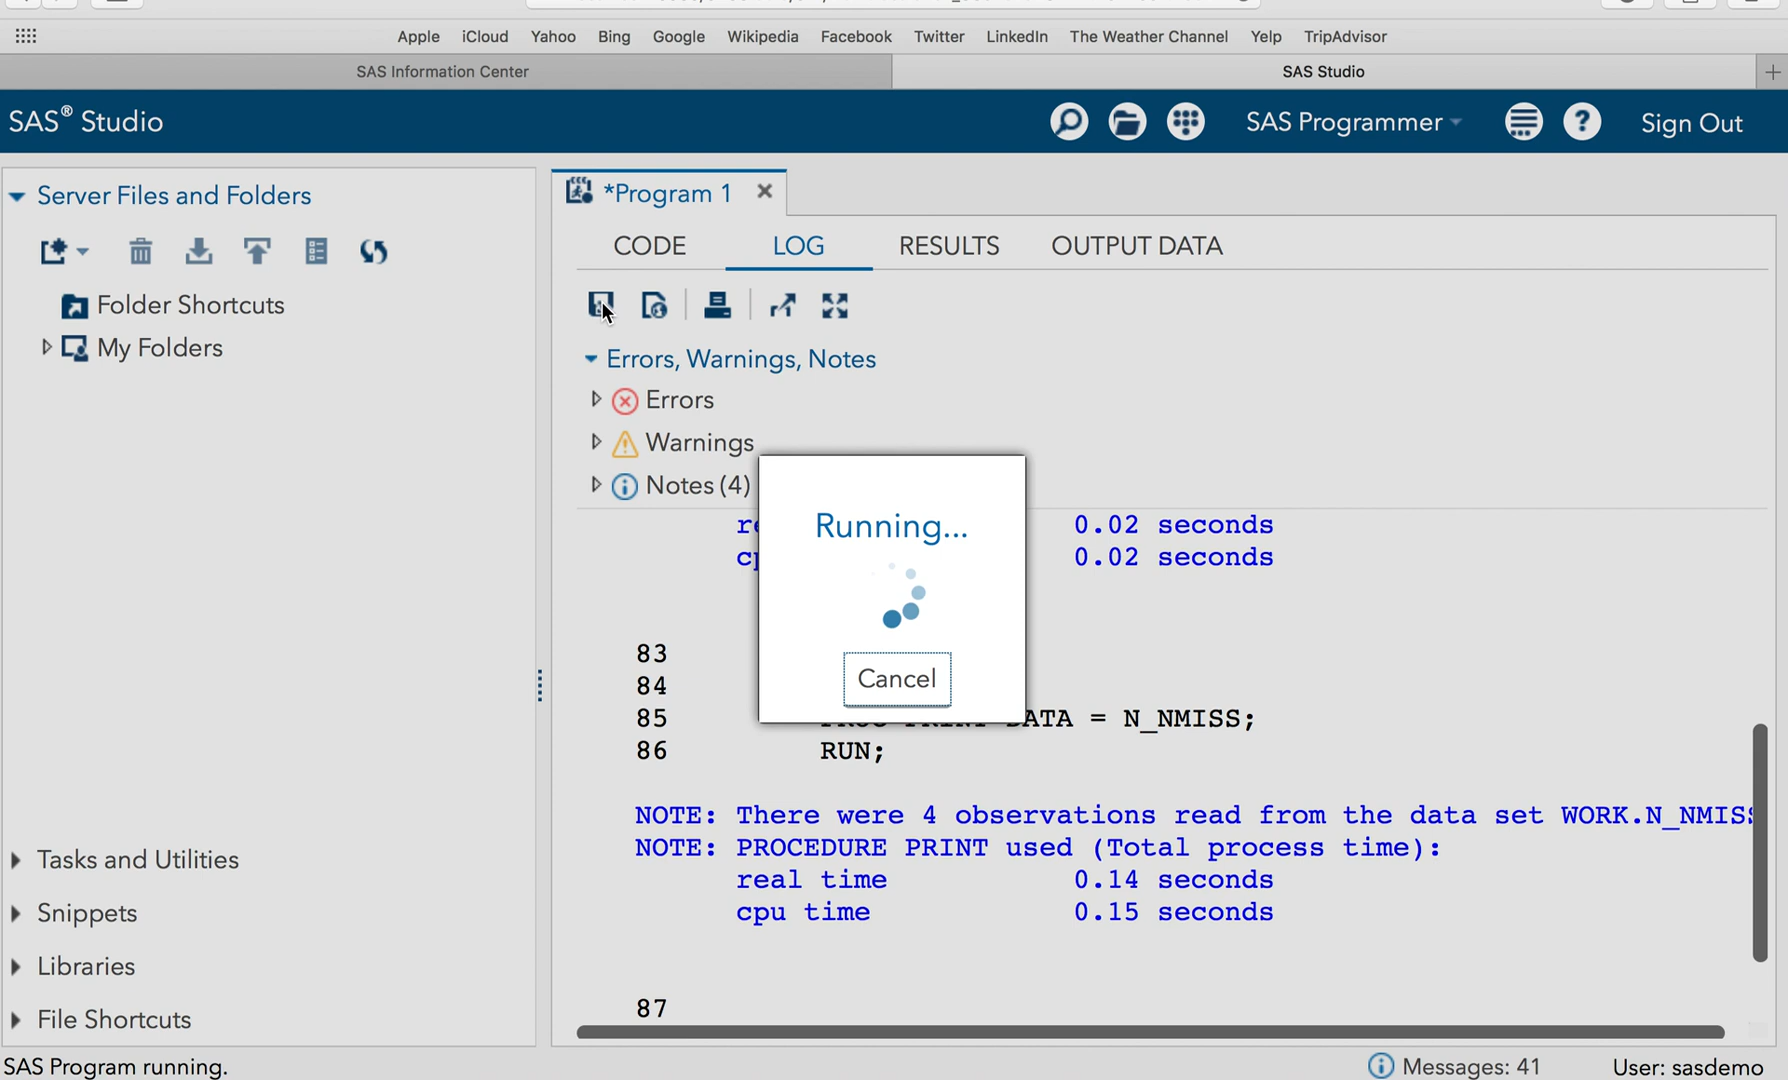 Apple iCloud Yahoo Bing Google Wikipedia Facebook Twitter LinkedIn The Weather Channel Yelp TripAdvisor
SAS Information Center SAS Studio
SAS® Studio SAS Programmer Sign Out
Server Files and Folders
Folder Shortcuts
My Folders
Tasks and Utilities
Snippets
Libraries
File Shortcuts
*Program 1
CODE LOG RESULTS OUTPUT DATA
Errors, Warnings, Notes
Errors
Warnings
Notes (4)
Running...
Cancel
0.02 seconds
0.02 seconds
83
84
85 DATA = N_NMISS;
86 RUN;
NOTE: There were 4 observations read from the data set WORK.N_NMISS
NOTE: PROCEDURE PRINT used (Total process time):
real time 0.14 seconds
cpu time 0.15 seconds
87
SAS Program running. Messages: 41 User: sasdemo